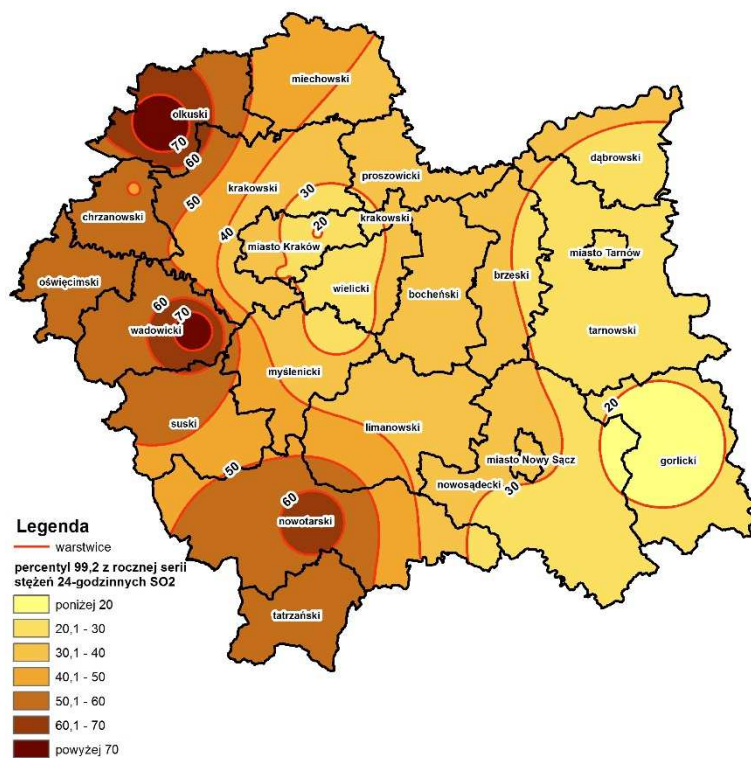 miechowski
olkuski
70
60
dąbrowski
proszowicki
krakowski
30
50
chrzanowski
20
krakowski
40
miasto Kraków
miasto Tarnów
oświęcimski
wielicki
bocheński
brzeski
60
70
wadowicki
tarnowski
myślenicki
20
suski
limanowski
miasto Nowy Sącz
gorlicki
50
nowosądecki
30
60
nowotarski
tatrzański
Legenda
warstwice
percentyl 99,2 z rocznej serii
stężeń 24-godzinnych SO2
poniżej 20
20,1 - 30
30,1 - 40
40,1 - 50
50,1 - 60
60,1 - 70
powyżej 70